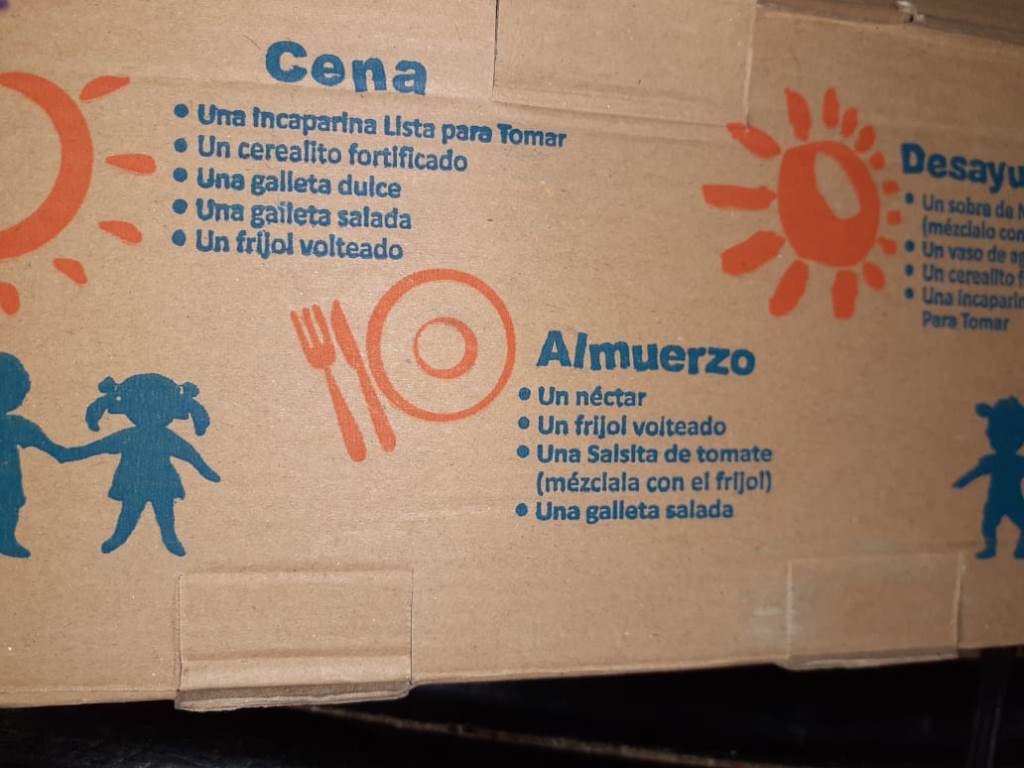 Cena
• Una Incaparina Lista para Tomar
• Un cerealito fortificado
• Una galleta dulce
• Una galleta salada
• Un frijol volteado
Almuerzo
• Un néctar
• Un frijol volteado
• Una Salsita de tomate
(mézclala con el frijol)
• Una galleta salada
Desayu
• Un sobre de
(mézclalo con
• Un vaso de
• Un cerealito
• Una Incaparin
Para Tomar